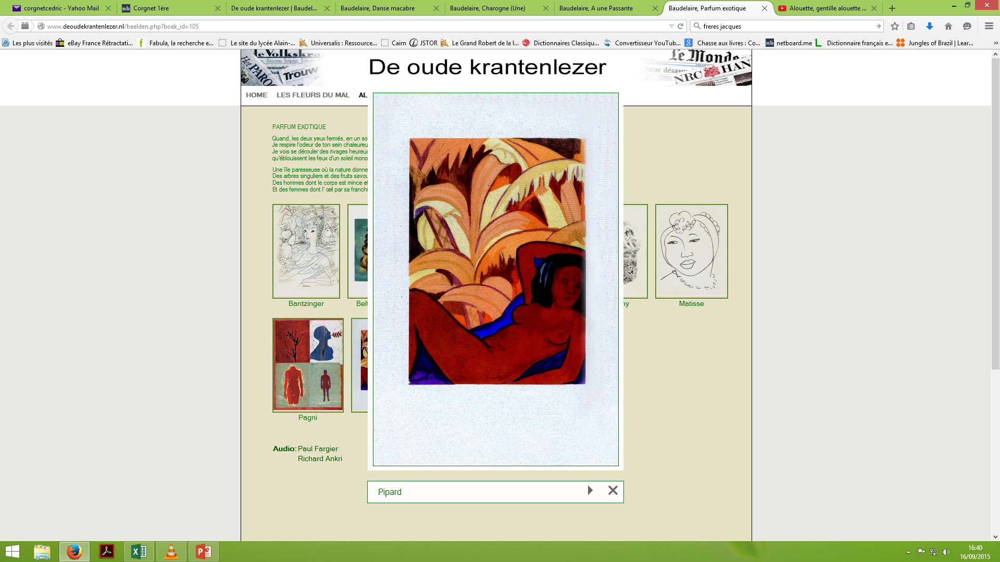 corgnetcedric - Yahoo Mail
Corgnet 1ère
De oude krantenlezer | Baudel...
Baudelaire, Danse macabre
Baudelaire, Charogne (Une)
Baudelaire, A une Passante
Baudelaire, Parfum exotique
Alouette, gentille alouette ...
www.deoudekrantenlezer.nl/beelden.php?boek_id=105
freres jacques
Les plus visités
eBay France Rétractati...
Fabula, la recherche e...
Le site du lycée Alain-...
Universalis : Ressource...
Cairn
JSTOR
Le Grand Robert de la l...
Dictionnaires Classiqu...
Convertisseur YouTub...
Chasse aux livres : Co...
netboard.me
Dictionnaire français e...
Jungles of Brazil | Lear...
Trouw
De oude krantenlezer
Le Monde
Chirac désavo
NRC HAN
HOME LES FLEURS DU MAL AL
PARFUM EXOTIQUE
Quand, les deux yeux fermés, en un so
Je respire l'odeur de ton sein chaleureu
Je vois se dérouler des rivages heureux
qu'éblouissent les feux d'un soleil mono
Une île paresseuse où la nature donne
Des arbres singuliers et des fruits savou
Des hommes dont le corps est mince et
Et des femmes dont l' œil par sa franchi
Bantzinger
Belt
ny
Matisse
Pagni
Audio: Paul Fargier
Richard Ankri
Pipard
16:40
16/09/2015